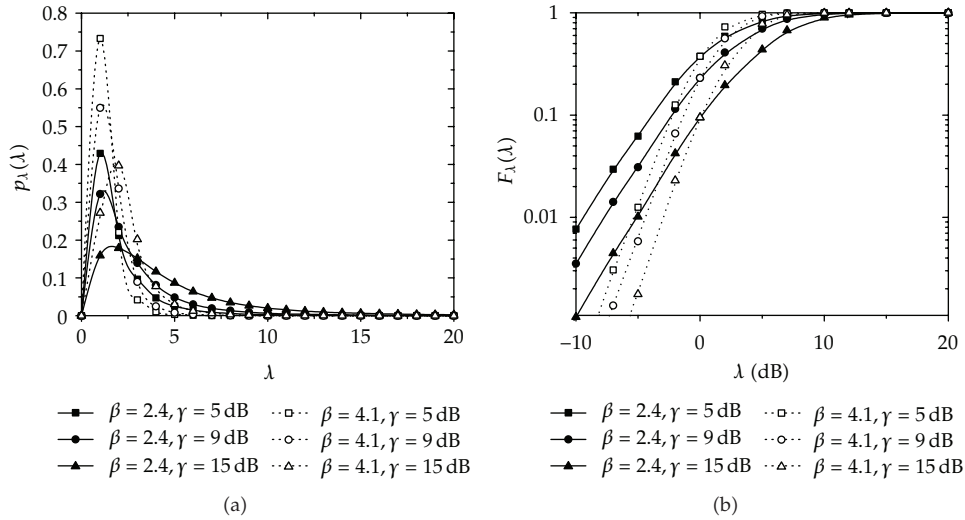 0.8
0.7
0.6
0.5
0.4
0.3
0.2
0.1
0
0 5 10 15 20
pλ(λ)
λ
β = 2.4, γ = 5 dB
β = 2.4, γ = 9 dB
β = 2.4, γ = 15 dB
β = 4.1, γ = 5 dB
β = 4.1, γ = 9 dB
β = 4.1, γ = 15 dB
(a)
1
0.1
0.01
−10 0 10 20
Fλ(λ)
λ (dB)
β = 2.4, γ = 5 dB
β = 2.4, γ = 9 dB
β = 2.4, γ = 15 dB
β = 4.1, γ = 5 dB
β = 4.1, γ = 9 dB
β = 4.1, γ = 15 dB
(b)